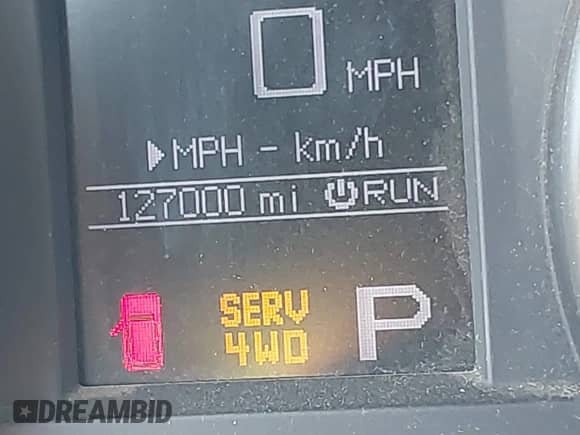 0 MPH
MPH - km/h
127000 mi RUN
SERV
4WD
P
DREAMBID